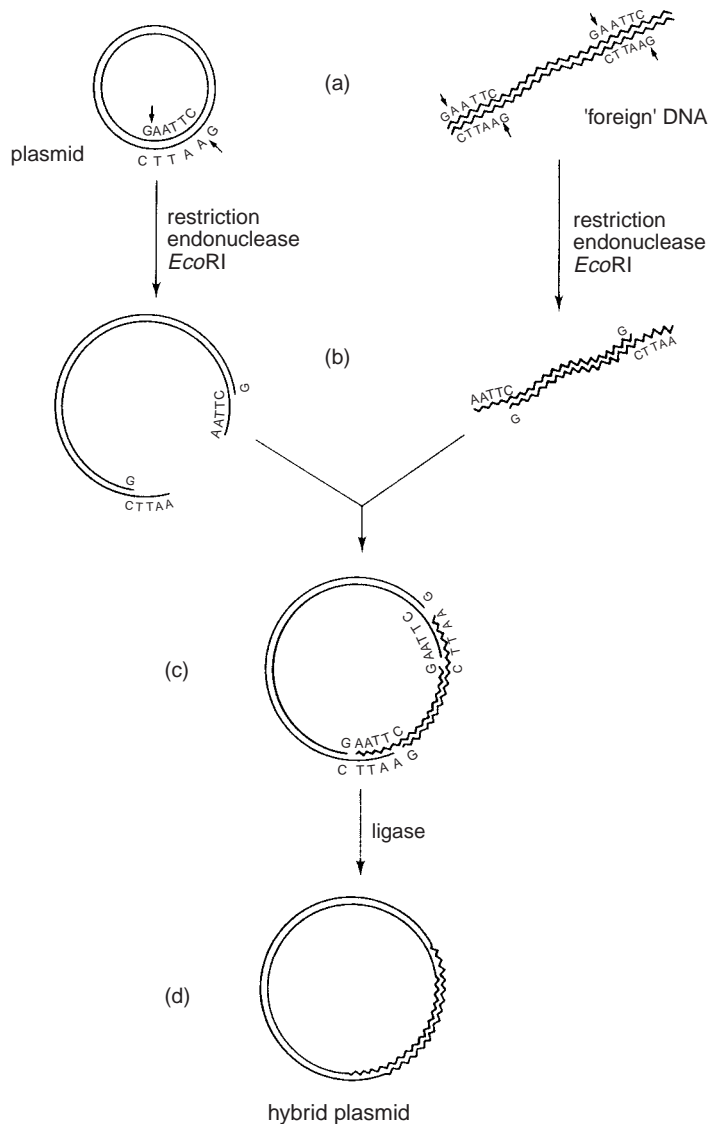 GAATTC
CTTAAG
(a)
GAATTC
CTTAAG
GAATTC
CTTAAG
plasmid
'foreign' DNA
restriction
endonuclease
EcoRI
restriction
endonuclease
EcoRI
(b)
G
AATTC
G
CTTAA
G
CTTAA
AATTC
G
(c)
G
CTTAA
GAATTC
GAATTC
CTTAAG
ligase
(d)
hybrid plasmid